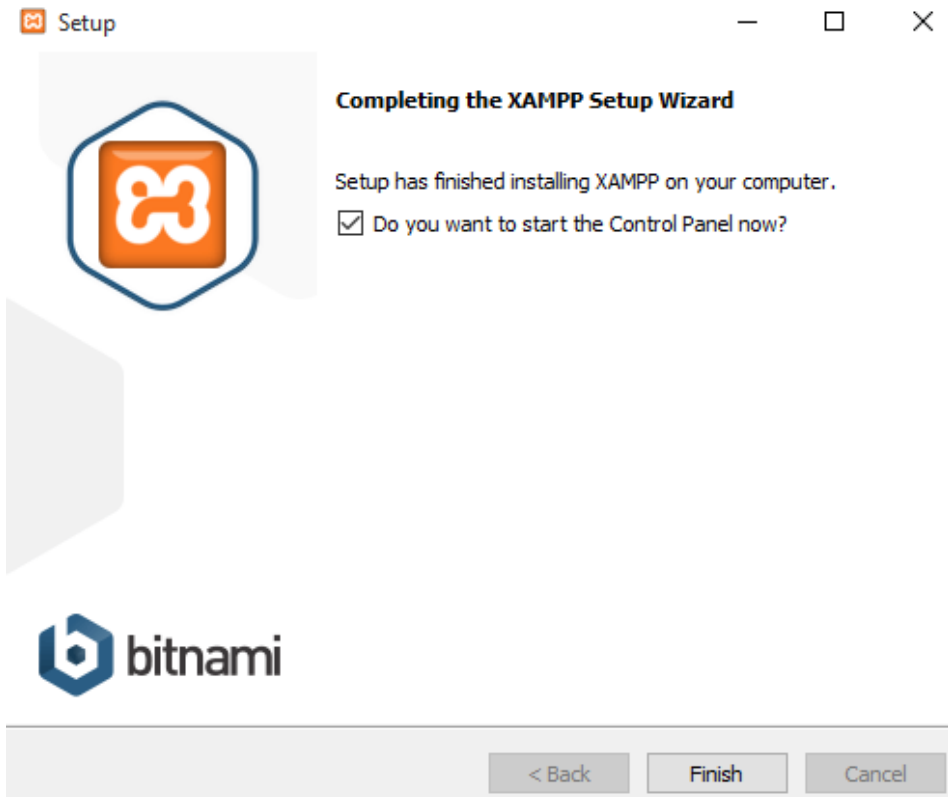 Setup
Completing the XAMPP Setup Wizard
Setup has finished installing XAMPP on your computer.
Do you want to start the Control Panel now?
bitnami
< Back
Finish
Cancel